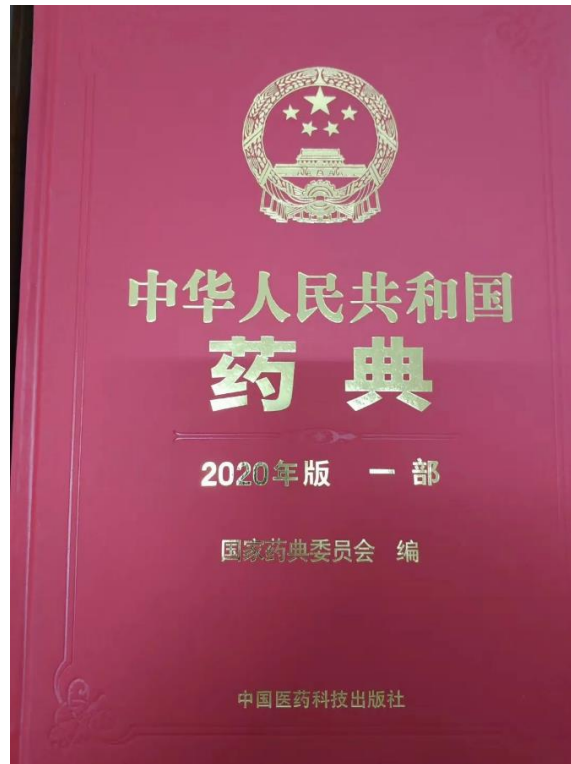 中华人民共和国
药典
2020年版 一部
国家药典委员会 编
中国医药科技出版社